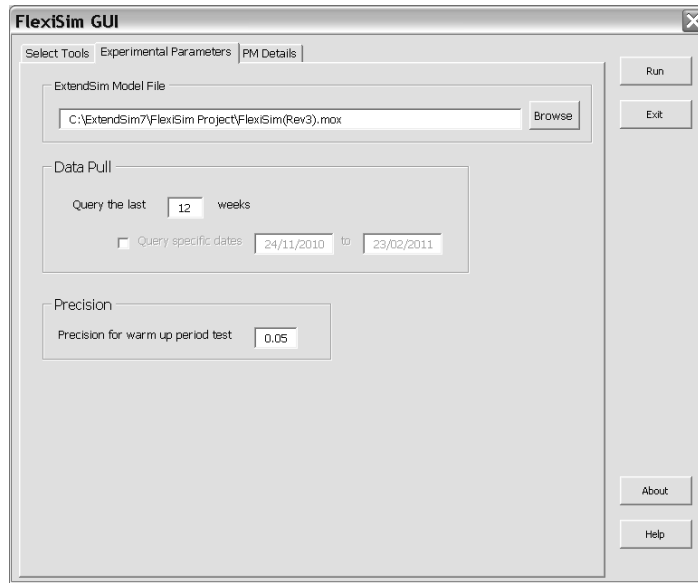 FlexiSim GUI
Select Tools Experimental Parameters PM Details
Run
ExtendSim Model File
C:\ExtendSim7\FlexiSim Project\FlexiSim(Rev3).mox Browse
Exit
Data Pull
Query the last 12 weeks
Query specific dates 24/11/2010 to 23/02/2011
Precision
Precision for warm up period test 0.05
About
Help